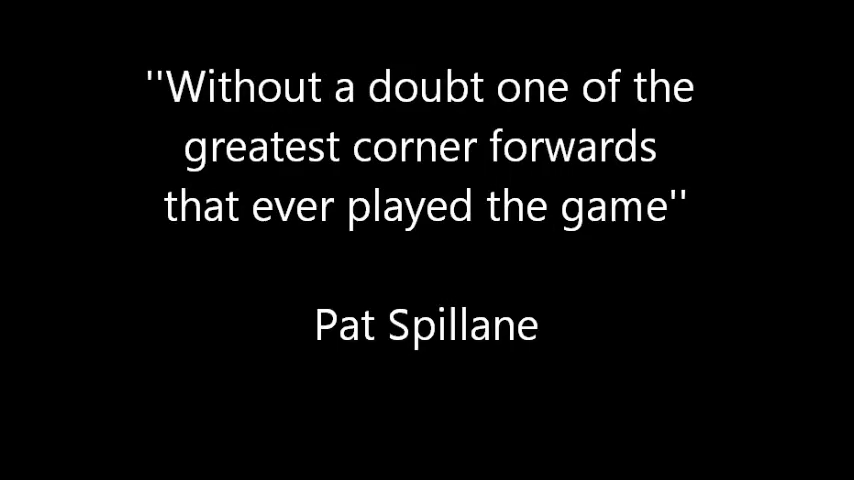 ''Without a doubt one of the
greatest corner forwards
that ever played the game''
Pat Spillane